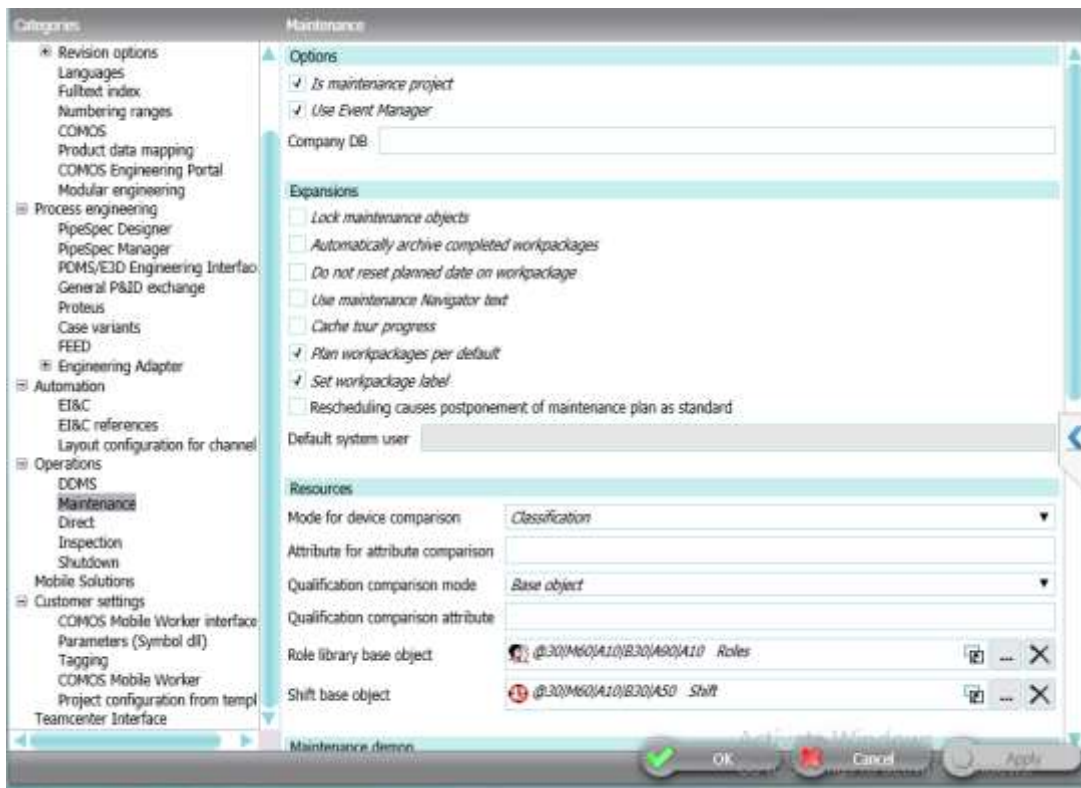 Categories
Revision options
Languages
Fulltext index
Numbering ranges
COMOS
Product data mapping
COMOS Engineering Portal
Modular engineering
Process engineering
PipeSpec Designer
PipeSpec Manager
PDMS/E3D Engineering Interfac
General P&ID exchange
Proteus
Case variants
FEED
Engineering Adapter
Automation
EI&C
EI&C references
Layout configuration for channel
Operations
DDMS
Maintenance
Direct
Inspection
Shutdown
Mobile Solutions
Customer settings
COMOS Mobile Worker interface
Parameters (Symbol dll)
Tagging
COMOS Mobile Worker
Project configuration from templ
Teamcenter Interface
Maintenance
Options
Is maintenance project
Use Event Manager
Company DB
Expansions
Lock maintenance objects
Automatically archive completed workpackages
Do not reset planned date on workpackage
Use maintenance Navigator text
Cache tour progress
Plan workpackages per default
Set workpackage label
Rescheduling causes postponement of maintenance plan as standard
Default system user
Resources
Mode for device comparison Classification
Attribute for attribute comparison
Qualification comparison mode Base object
Qualification comparison attribute
Role library base object @30|M60|A10|B30|A90|A10 Roles ...
Shift base object @30|M60|A10|B30|A50 Shift ...
Maintenance demon
OK Cancel Apply